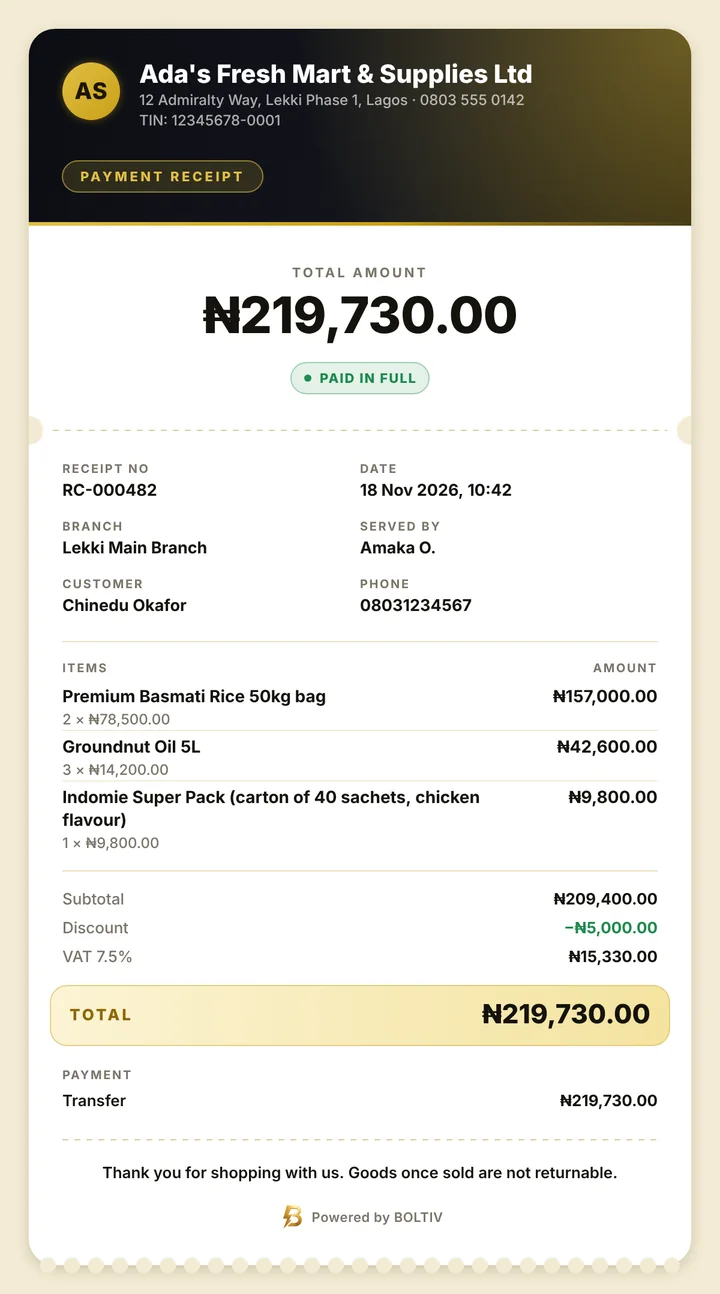 AS
Ada's Fresh Mart & Supplies Ltd
12 Admiralty Way, Lekki Phase 1, Lagos · 0803 555 0142
TIN: 12345678-0001
PAYMENT RECEIPT
TOTAL AMOUNT
₦219,730.00
PAID IN FULL
RECEIPT NO DATE
RC-000482 18 Nov 2026, 10:42
BRANCH SERVED BY
Lekki Main Branch Amaka O.
CUSTOMER PHONE
Chinedu Okafor 08031234567
ITEMS AMOUNT
Premium Basmati Rice 50kg bag ₦157,000.00
2 × ₦78,500.00
Groundnut Oil 5L ₦42,600.00
3 × ₦14,200.00
Indomie Super Pack (carton of 40 sachets, chicken ₦9,800.00
flavour)
1 × ₦9,800.00
Subtotal ₦209,400.00
Discount −₦5,000.00
VAT 7.5% ₦15,330.00
TOTAL ₦219,730.00
PAYMENT
Transfer ₦219,730.00
Thank you for shopping with us. Goods once sold are not returnable.
B Powered by BOLTIV